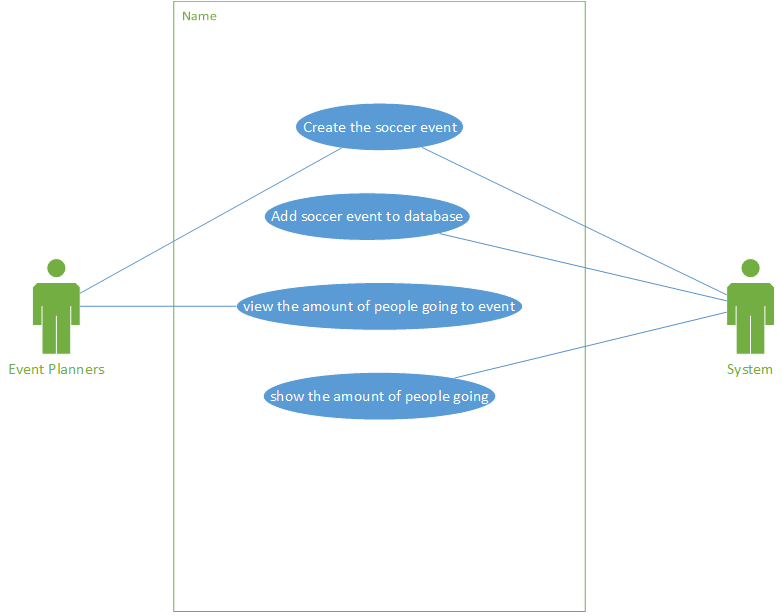 Name
Create the soccer event
Add soccer event to database
view the amount of people going to event
show the amount of people going
Event Planners
System